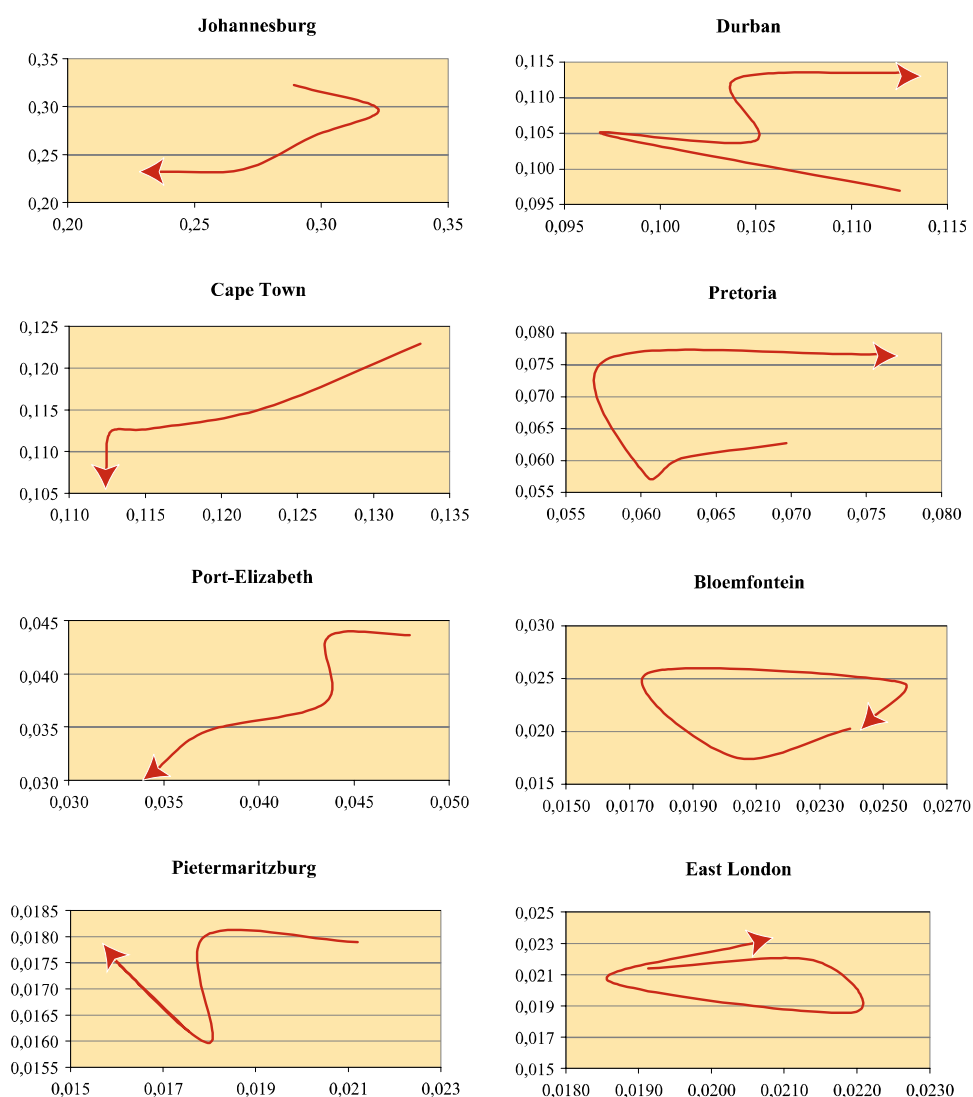 Johannesburg
0,35
0,30
0,25
0,20
0,20 0,25 0,30 0,35
Durban
0,115
0,110
0,105
0,100
0,095
0,095 0,100 0,105 0,110 0,115
Cape Town
0,125
0,120
0,115
0,110
0,105
0,110 0,115 0,120 0,125 0,130 0,135
Pretoria
0,080
0,075
0,070
0,065
0,060
0,055
0,055 0,060 0,065 0,070 0,075 0,080
Port-Elizabeth
0,045
0,040
0,035
0,030
0,030 0,035 0,040 0,045 0,050
Bloemfontein
0,030
0,025
0,020
0,015
0,0150 0,0170 0,0190 0,0210 0,0230 0,0250 0,0270
Pietermaritzburg
0,0185
0,0180
0,0175
0,0170
0,0165
0,0160
0,0155
0,015 0,017 0,019 0,021 0,023
East London
0,025
0,023
0,021
0,019
0,017
0,015
0,0180 0,0190 0,0200 0,0210 0,0220 0,0230